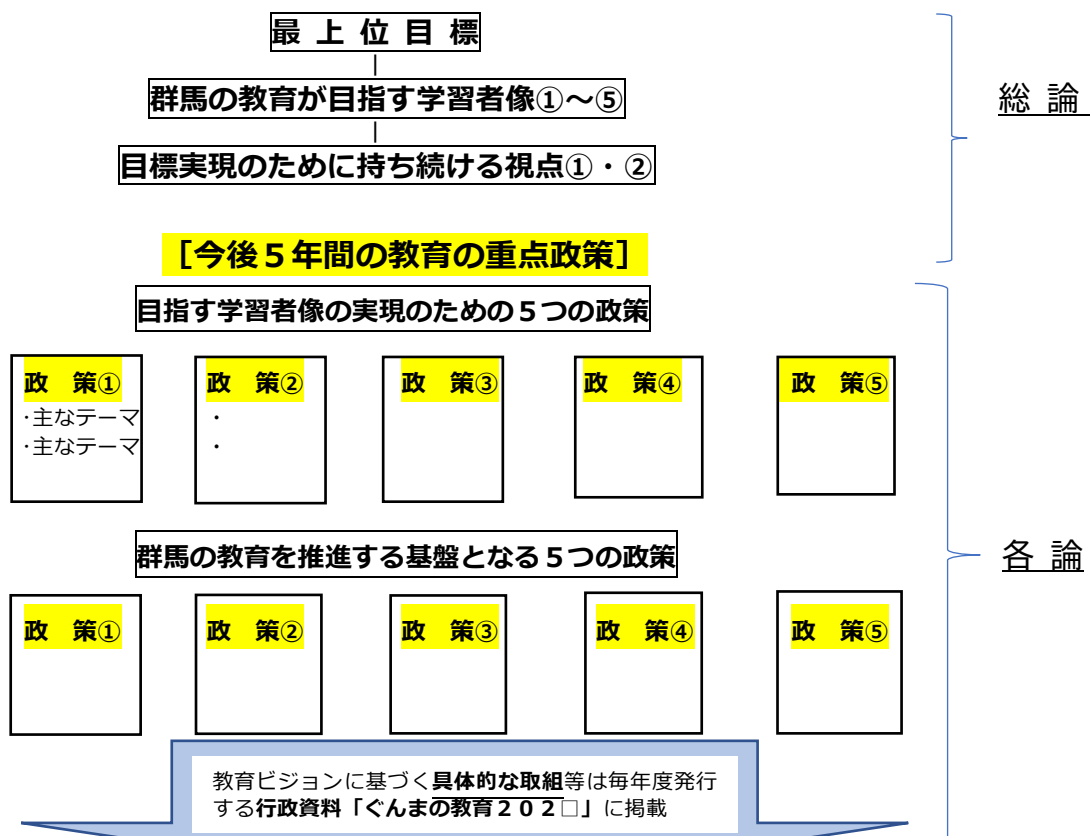 最 上 位 目 標
群馬の教育が目指す学習者像①～⑤
目標実現のために持ち続ける視点①・②
総 論
［今後５年間の教育の重点政策］
目指す学習者像の実現のための５つの政策
政　策①
・主なテーマ
・主なテーマ
政　策②
・
・
政　策③
政　策④
政　策⑤
群馬の教育を推進する基盤となる５つの政策
各 論
政　策①
政　策②
政　策③
政　策④
政　策⑤
教育ビジョンに基づく具体的な取組等は毎年度発行
する行政資料「ぐんまの教育２０２□」に掲載